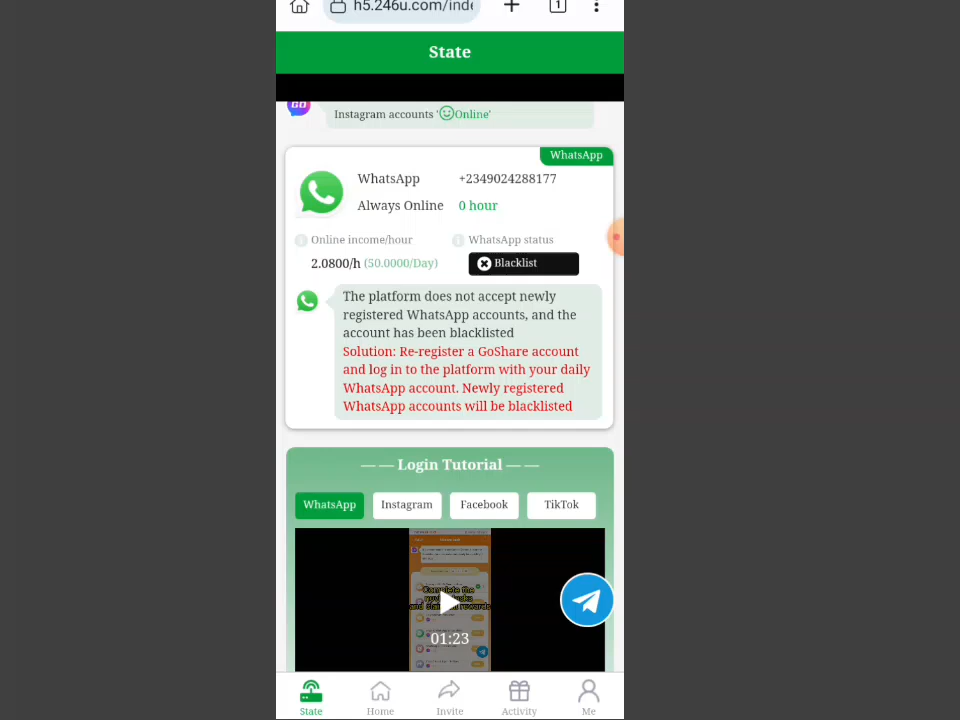 h5.246u.com/inde
1
State
GO
Instagram accounts 'Online'
WhatsApp
WhatsApp +2349024288177
Always Online 0 hour
Online income/hour WhatsApp status
2.0800/h (50.0000/Day) Blacklist
The platform does not accept newly
registered WhatsApp accounts, and the
account has been blacklisted
Solution: Re-register a GoShare account
and log in to the platform with your daily
WhatsApp account. Newly registered
WhatsApp accounts will be blacklisted
— — Login Tutorial — —
WhatsApp Instagram Facebook TikTok
Complete the
01:23
State Home Invite Activity Me